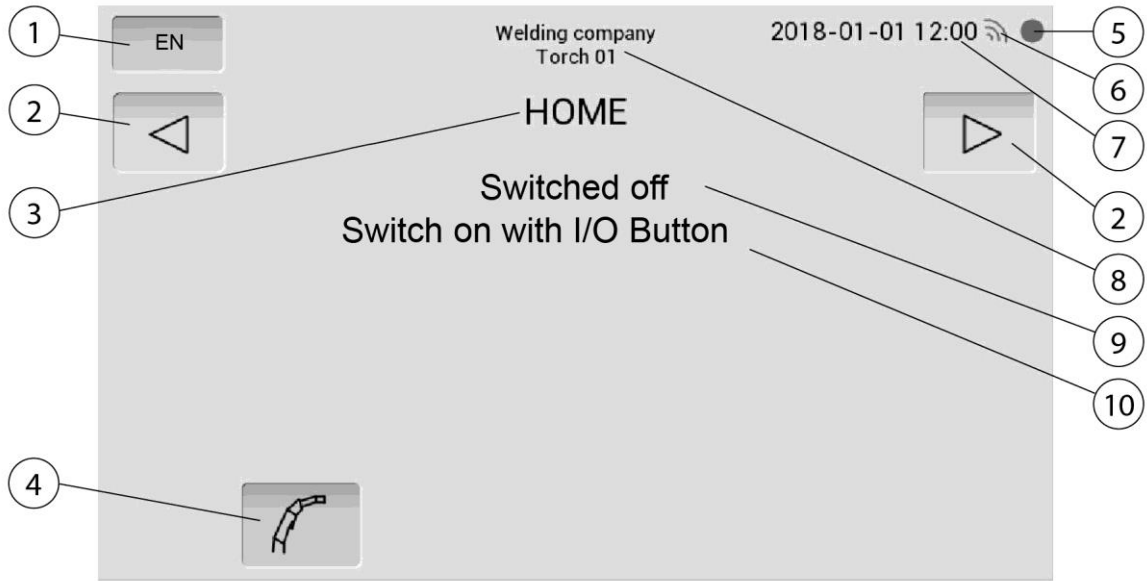 1
EN
Welding company
Torch 01
2018-01-01 12:00
5
6
2
HOME
7
3
Switched off
2
Switch on with I/O Button
8
9
10
4